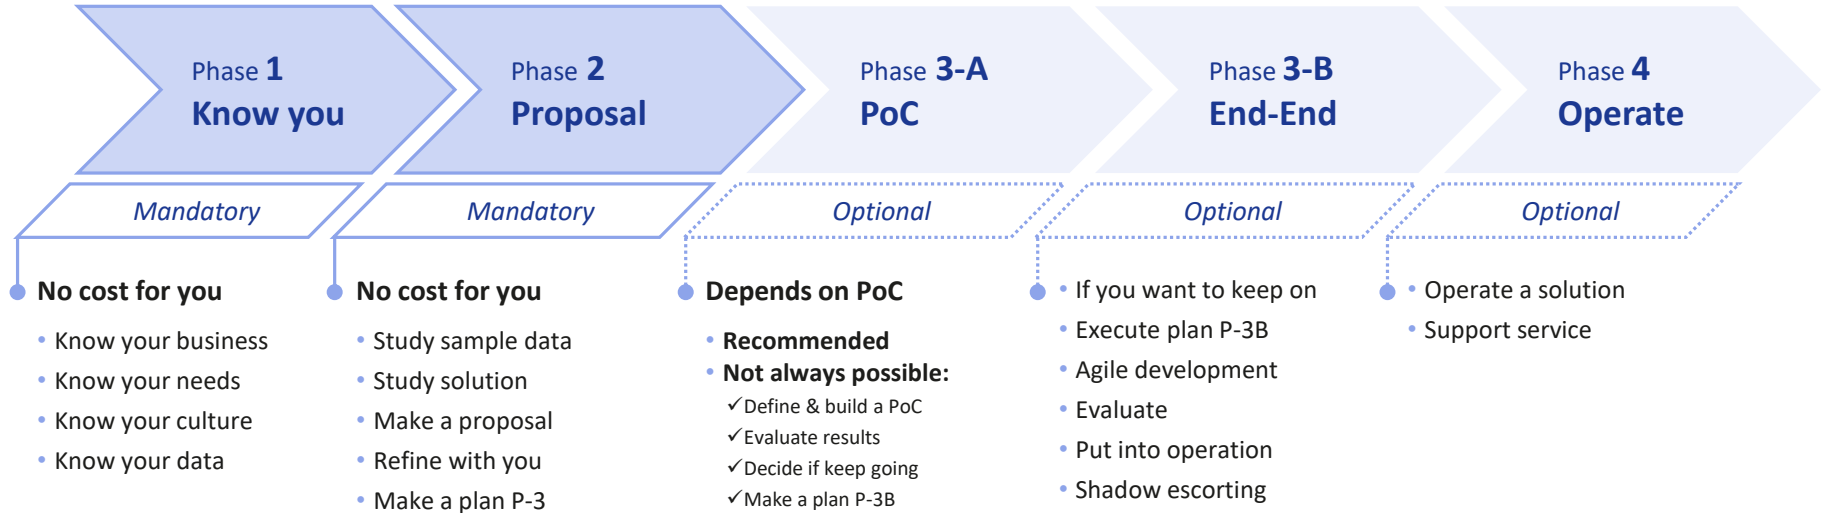 Phase 1
Know you
Phase 2
Proposal
Phase 3-A
PoC
Phase 3-B
End-End
Phase 4
Operate
Mandatory
Mandatory
Optional
Optional
Optional
No cost for you
• Know your business
• Know your needs
• Know your culture
• Know your data
No cost for you
• Study sample data
• Study solution
• Make a proposal
• Refine with you
• Make a plan P-3
Depends on PoC
• Recommended
• Not always possible:
✓Define & build a PoC
✓Evaluate results
✓Decide if keep going
✓Make a plan P-3B
• If you want to keep on
• Execute plan P-3B
• Agile development
• Evaluate
• Put into operation
• Shadow escorting
• Operate a solution
• Support service